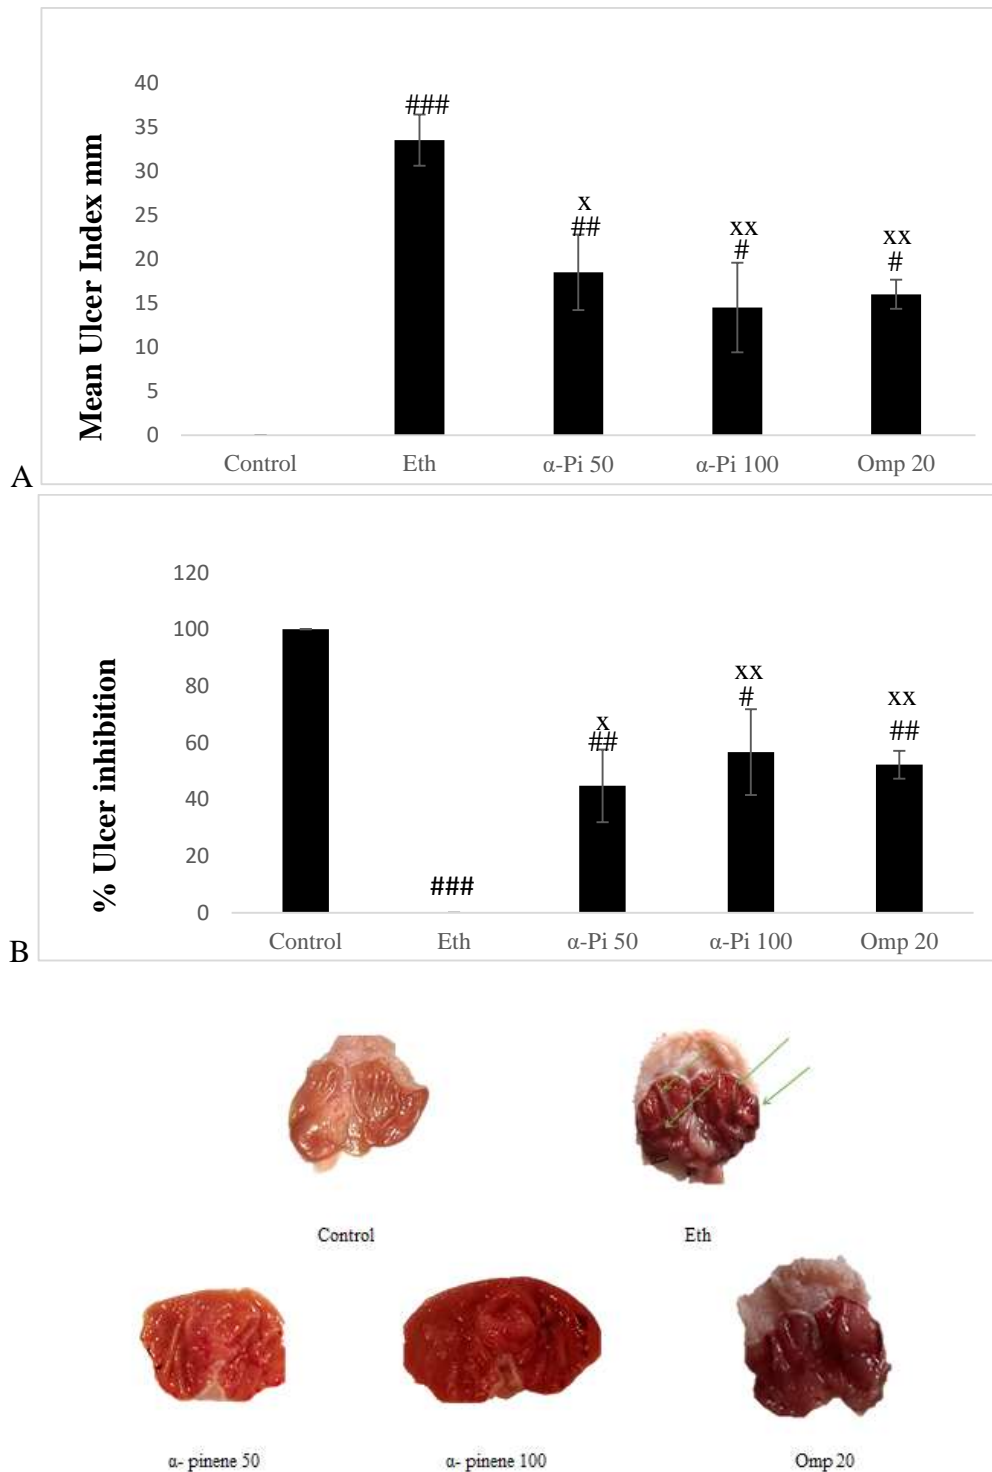 Mean Ulcer Index mm
40
35
30
25
20
15
10
5
0
###
x
##
xx
#
xx
#
Control Eth α-Pi 50 α-Pi 100 Omp 20
A
% Ulcer inhibition
120
100
80
60
40
20
0
###
x
##
xx
#
xx
##
Control Eth α-Pi 50 α-Pi 100 Omp 20
B
Control Eth
α- pinene 50 α- pinene 100 Omp 20